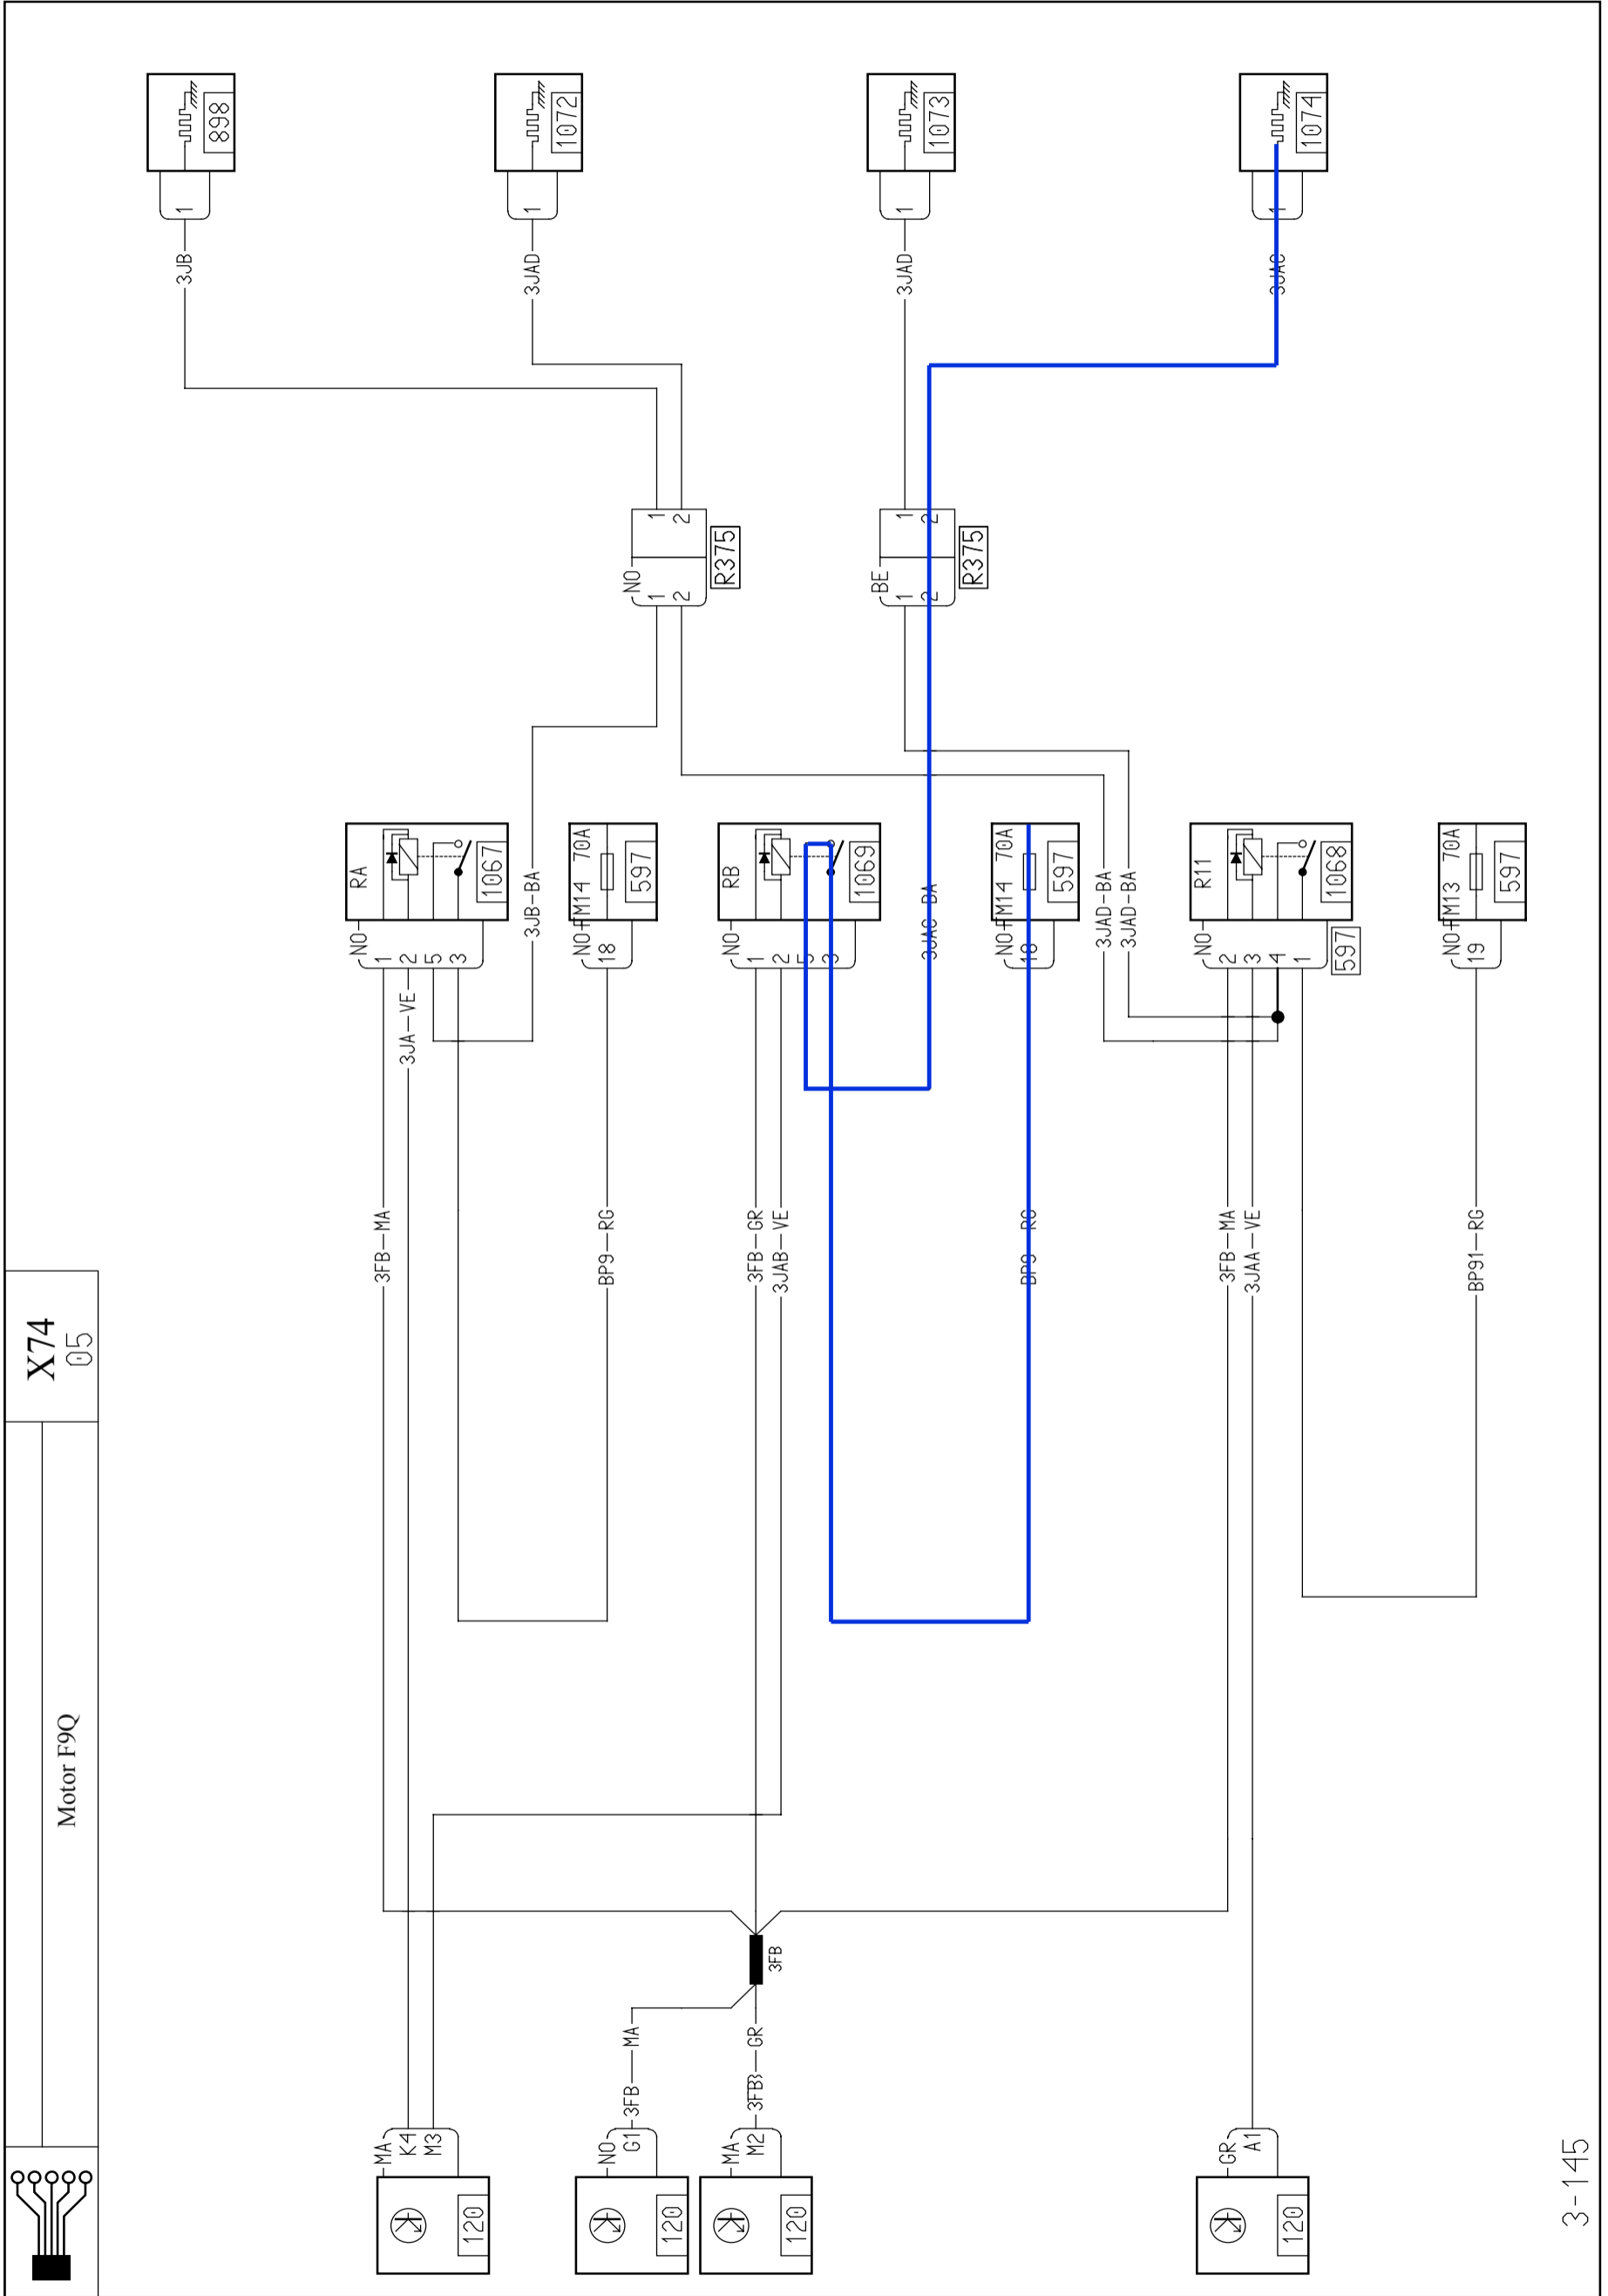 X74
05
Motor F9Q
898
1
3JB
1072
1
3JAD
1073
1
3JAD
1074
1
3JAC
NO
1
2
1
2
R375
BE
1
2
1
2
R375
RA
1067
NO
1
2
5
3
FM14 70A
597
NO
18
RB
1069
NO
1
2
5
3
FM14 70A
597
NO
18
R11
1068
NO
2
3
4
1
597
FM13 70A
597
NO
19
3JA-VE
3JB-BA
3JAC-BA
3JAD-BA
3JAD-BA
3FB-MA
BP9-RG
3FB-GR
3JAB-VE
BP9-RG
3FB-MA
3JAA-VE
BP91-RG
3FB
3FB-MA
3FB3-GR
MA
K4
M3
120
NO
G1
120
MA
M2
120
GR
A1
120
3-145